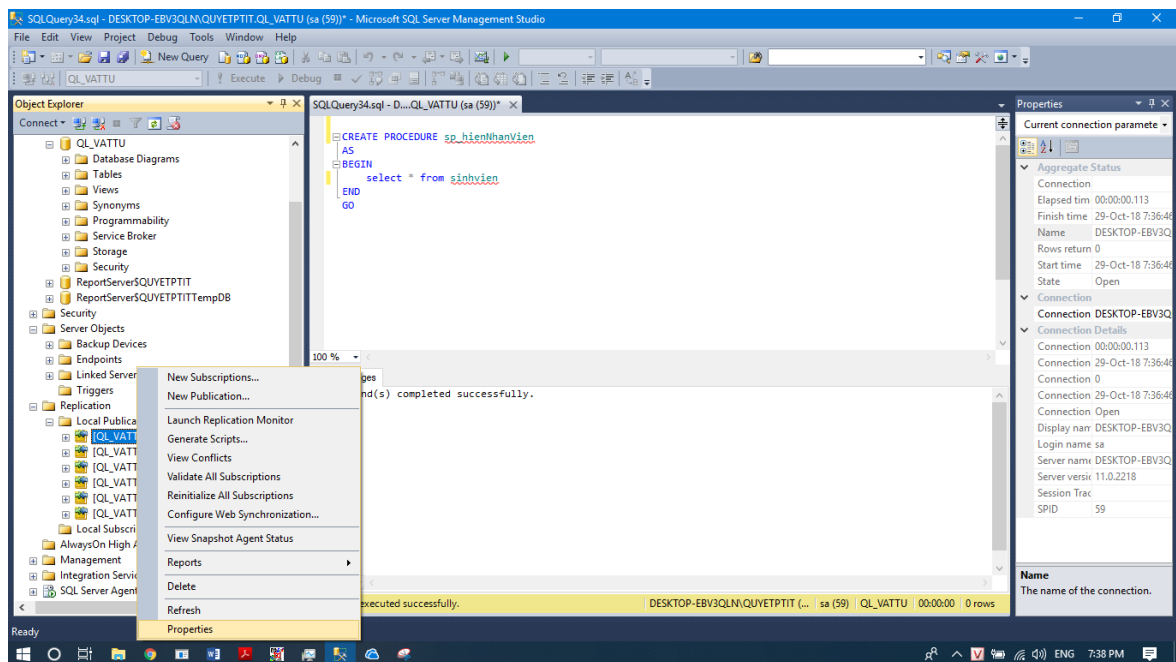 SQLQuery34.sql - DESKTOP-EBV3QLN\QUYETPTIT.QL_VATTU (sa (59))* - Microsoft SQL Server Management Studio
File Edit View Project Debug Tools Window Help
New Query
QL_VATTU Execute Debug
Object Explorer
Connect
QL_VATTU
Database Diagrams
Tables
Views
Synonyms
Programmability
Service Broker
Storage
Security
ReportServer$QUYETPTIT
ReportServer$QUYETPTITTempDB
Security
Server Objects
Backup Devices
Endpoints
Linked Server
Triggers
Replication
Local Publica
[QL_VATT
[QL_VATT
[QL_VATT
[QL_VATT
[QL_VATT
[QL_VATT
Local Subscri
AlwaysOn High A
Management
Integration Servic
SQL Server Agent
New Subscriptions...
New Publication...
Launch Replication Monitor
Generate Scripts...
View Conflicts
Validate All Subscriptions
Reinitialize All Subscriptions
Configure Web Synchronization...
View Snapshot Agent Status
Reports
Delete
Refresh
Properties
SQLQuery34.sql - D....QL_VATTU (sa (59))*
CREATE PROCEDURE sp_hienNhanVien
AS
BEGIN
select * from sinhvien
END
GO
100 %
ges
nd(s) completed successfully.
executed successfully. DESKTOP-EBV3QLN\QUYETPTIT (... sa (59) QL_VATTU 00:00:00 0 rows
Properties
Current connection paramete
Aggregate Status
Connection
Elapsed tim 00:00:00.113
Finish time 29-Oct-18 7:36:46
Name DESKTOP-EBV3Q
Rows return 0
Start time 29-Oct-18 7:36:46
State Open
Connection
Connection DESKTOP-EBV3Q
Connection Details
Connection 00:00:00.113
Connection 29-Oct-18 7:36:46
Connection 0
Connection 29-Oct-18 7:36:46
Connection Open
Display nam DESKTOP-EBV3Q
Login name sa
Server name DESKTOP-EBV3Q
Server versic 11.0.2218
Session Trac
SPID 59
Name
The name of the connection.
Ready
ENG 7:38 PM